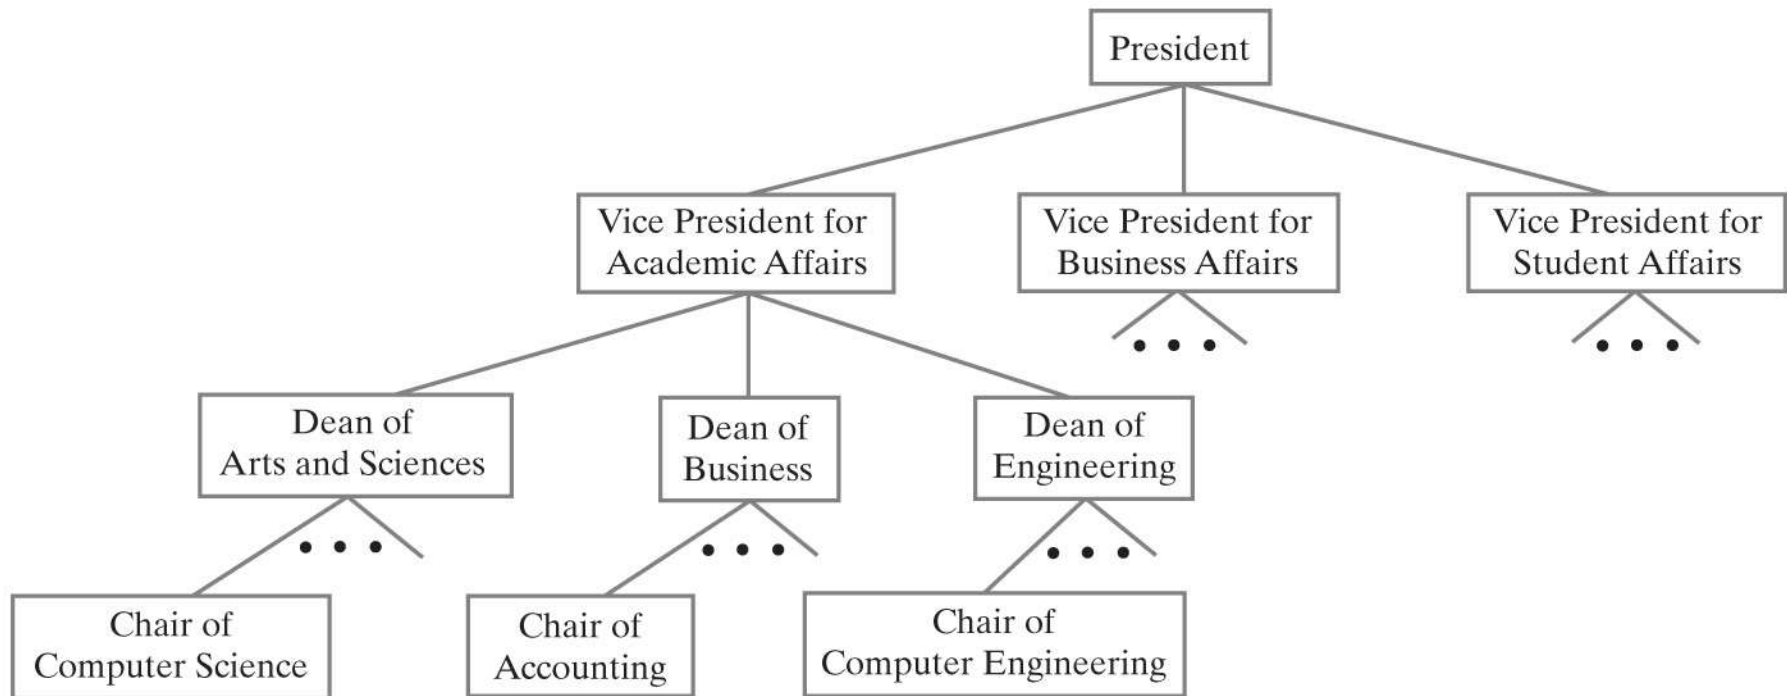 President
Vice President for
Academic Affairs
Vice President for
Business Affairs
Vice President for
Student Affairs
Dean of
Arts and Sciences
Dean of
Business
Dean of
Engineering
Chair of
Computer Science
Chair of
Accounting
Chair of
Computer Engineering